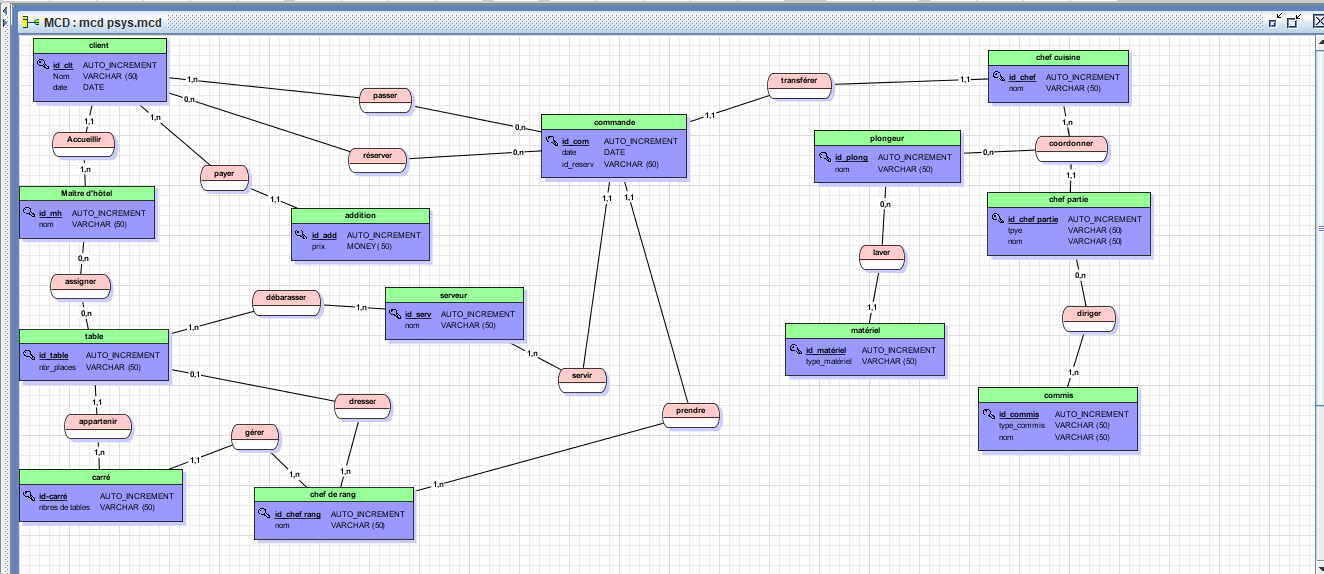 MCD : mcd psys.mcd
client
id_clt AUTO_INCREMENT
Nom VARCHAR (50)
date DATE
1,n
passer
0,n
0,n
réserver
0,n
1,n
payer
1,1
1,1
Accueillir
1,n
Maitre d'hôtel
id_mh AUTO_INCREMENT
nom VARCHAR (50)
addition
id_add AUTO_INCREMENT
prix MONEY (50)
commande
id_com AUTO_INCREMENT
date DATE
id_reserv VARCHAR (50)
1,1
transférer
1,1
chef cuisine
id_chef AUTO_INCREMENT
nom VARCHAR (50)
1,n
coordonner
0,n
1,1
plongeur
id_plong AUTO_INCREMENT
nom VARCHAR (50)
0,n
laver
1,1
matériel
id_matériel AUTO_INCREMENT
type_matériel VARCHAR (50)
chef partie
id_chef partie AUTO_INCREMENT
tpye VARCHAR (50)
nom VARCHAR (50)
0,n
diriger
1,n
commis
id_commis AUTO_INCREMENT
type_commis VARCHAR (50)
nom VARCHAR (50)
0,n
assigner
0,n
table
id_table AUTO_INCREMENT
nbr_places VARCHAR (50)
1,n
débarasser
1,n
serveur
id_serv AUTO_INCREMENT
nom VARCHAR (50)
1,n
servir
1,1
1,1
prendre
1,n
0,1
dresser
1,n
1,1
appartenir
1,n
gérer
1,1
1,n
carré
id-carré AUTO_INCREMENT
nbres de tables VARCHAR (50)
chef de rang
id_chef rang AUTO_INCREMENT
nom VARCHAR (50)